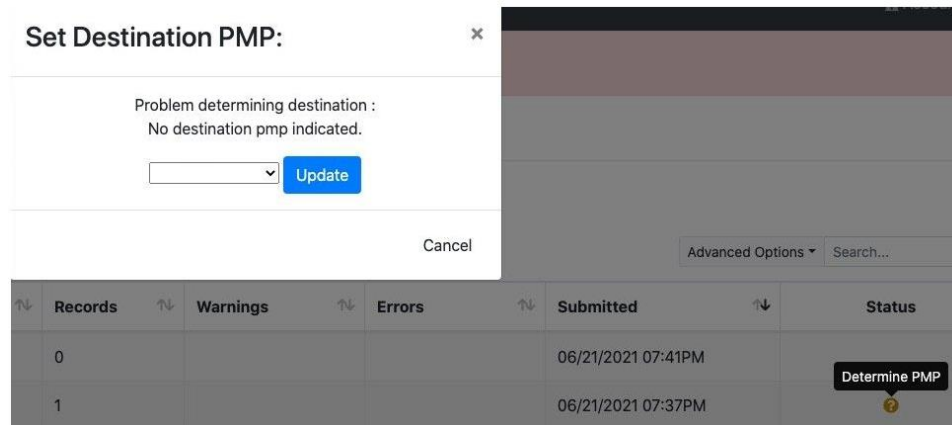 Set Destination PMP:
×
Problem determining destination :
No destination pmp indicated.
Update
Cancel
Advanced Options
Search...
Records
Warnings
Errors
Submitted
Status
0
06/21/2021 07:41PM
Determine PMP
1
06/21/2021 07:37PM
?